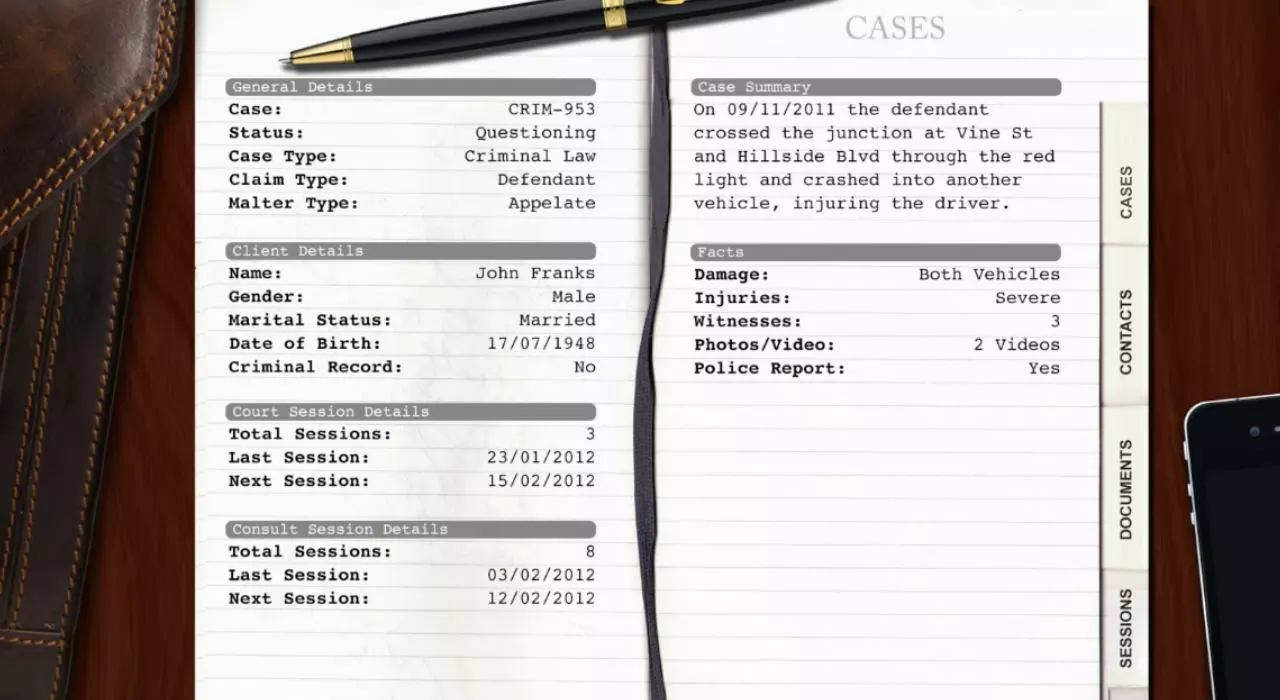 CASES
General Details
Case: CRIM-953
Status: Questioning
Case Type: Criminal Law
Claim Type: Defendant
Malter Type: Appelate
Client Details
Name: John Franks
Gender: Male
Marital Status: Married
Date of Birth: 17/07/1948
Criminal Record: No
Court Session Details
Total Sessions: 3
Last Session: 23/01/2012
Next Session: 15/02/2012
Consult Session Details
Total Sessions: 8
Last Session: 03/02/2012
Next Session: 12/02/2012
Case Summary
On 09/11/2011 the defendant
crossed the junction at Vine St
and Hillside Blvd through the red
light and crashed into another
vehicle, injuring the driver.
Facts
Damage: Both Vehicles
Injuries: Severe
Witnesses: 3
Photos/Video: 2 Videos
Police Report: Yes
CASES
CONTACTS
DOCUMENTS
SESSIONS